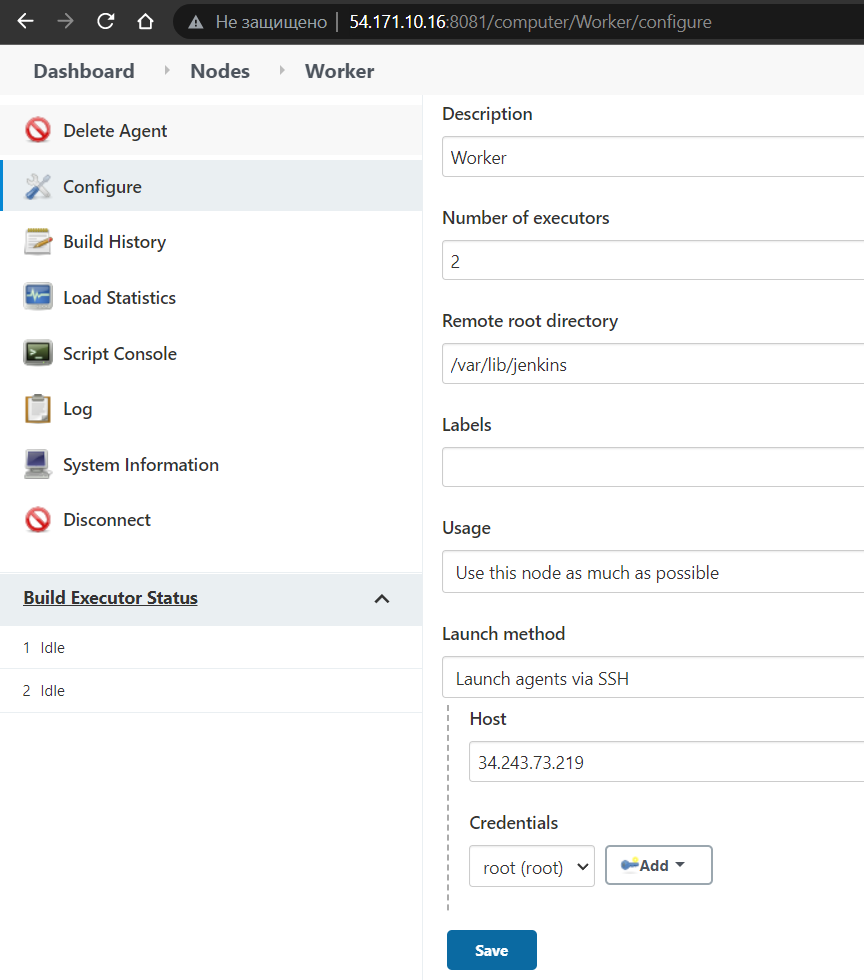 Не защищено | 54.171.10.16:8081/computer/Worker/configure
Dashboard Nodes Worker
Delete Agent
Configure
Build History
Load Statistics
Script Console
Log
System Information
Disconnect
Build Executor Status
1 Idle
2 Idle
Description
Worker
Number of executors
2
Remote root directory
/var/lib/jenkins
Labels
Usage
Use this node as much as possible
Launch method
Launch agents via SSH
Host
34.243.73.219
Credentials
root (root) Add
Save